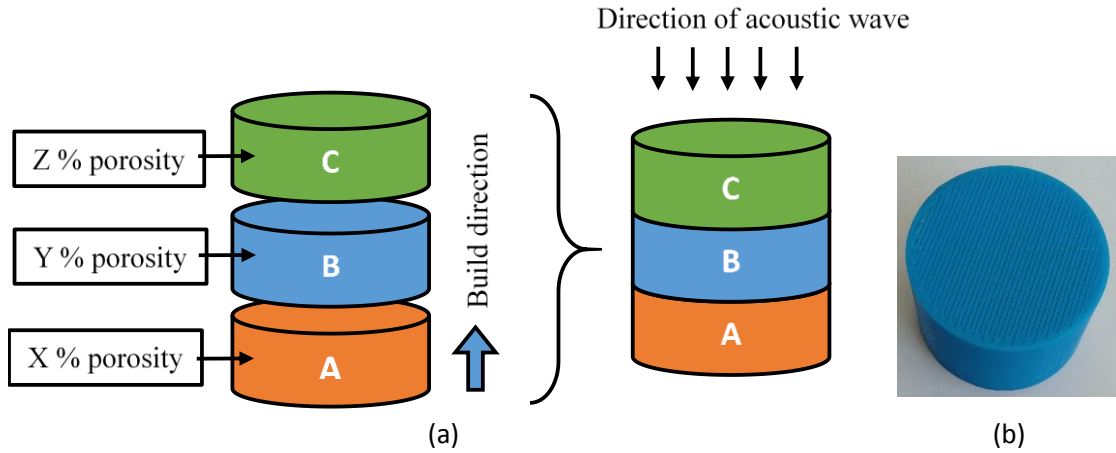 Direction of acoustic wave
Z % porosity
C
Y % porosity
B
X % porosity
A
Build direction
C
B
A
(a)
(b)